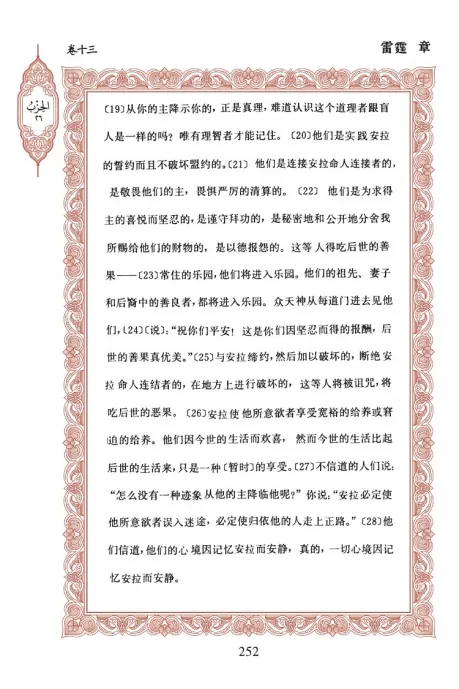 卷十三
雷霆 章
الحزب
٢٦
(19)从你的主降示你的，正是真理，难道认识这个道理者跟盲
人是一样的吗？唯有理智者才能记住。 (20)他们是实践安拉
的誓约而且不破坏盟约的。(21) 他们是连接安拉命人连接者的，
是敬畏他们的主，畏惧严厉的清算的。 (22) 他们是为求得
主的喜悦而坚忍的，是谨守拜功的，是秘密地和公开地分舍我
所赐给他们的财物的，是以德报怨的。这等人得吃后世的善
果——(23)常住的乐园，他们将进入乐园。他们的祖先、妻子
和后裔中的善良者，都将进入乐园。众天神从每道门进去见他
们，(24)(说)：“祝你们平安！这是你们因坚忍而得的报酬，后
世的善果真优美。”(25)与安拉缔约，然后加以破坏的，断绝安
拉命人连结者的，在地方上进行破坏的，这等人将被诅咒，将
吃后世的恶果。 (26)安拉使他所意欲者享受宽裕的给养或窘
迫的给养。他们因今世的生活而欢喜，然而今世的生活比起
后世的生活来，只是一种(暂时)的享受。(27)不信道的人们说：
“怎么没有一种迹象从他的主降临他呢？”你说：“安拉必定使
他所意欲者误入迷途，必定使归依他的人走上正路。”(28)他
们信道，他们的心境因记忆安拉而安静，真的，一切心境因记
忆安拉而安静。
252